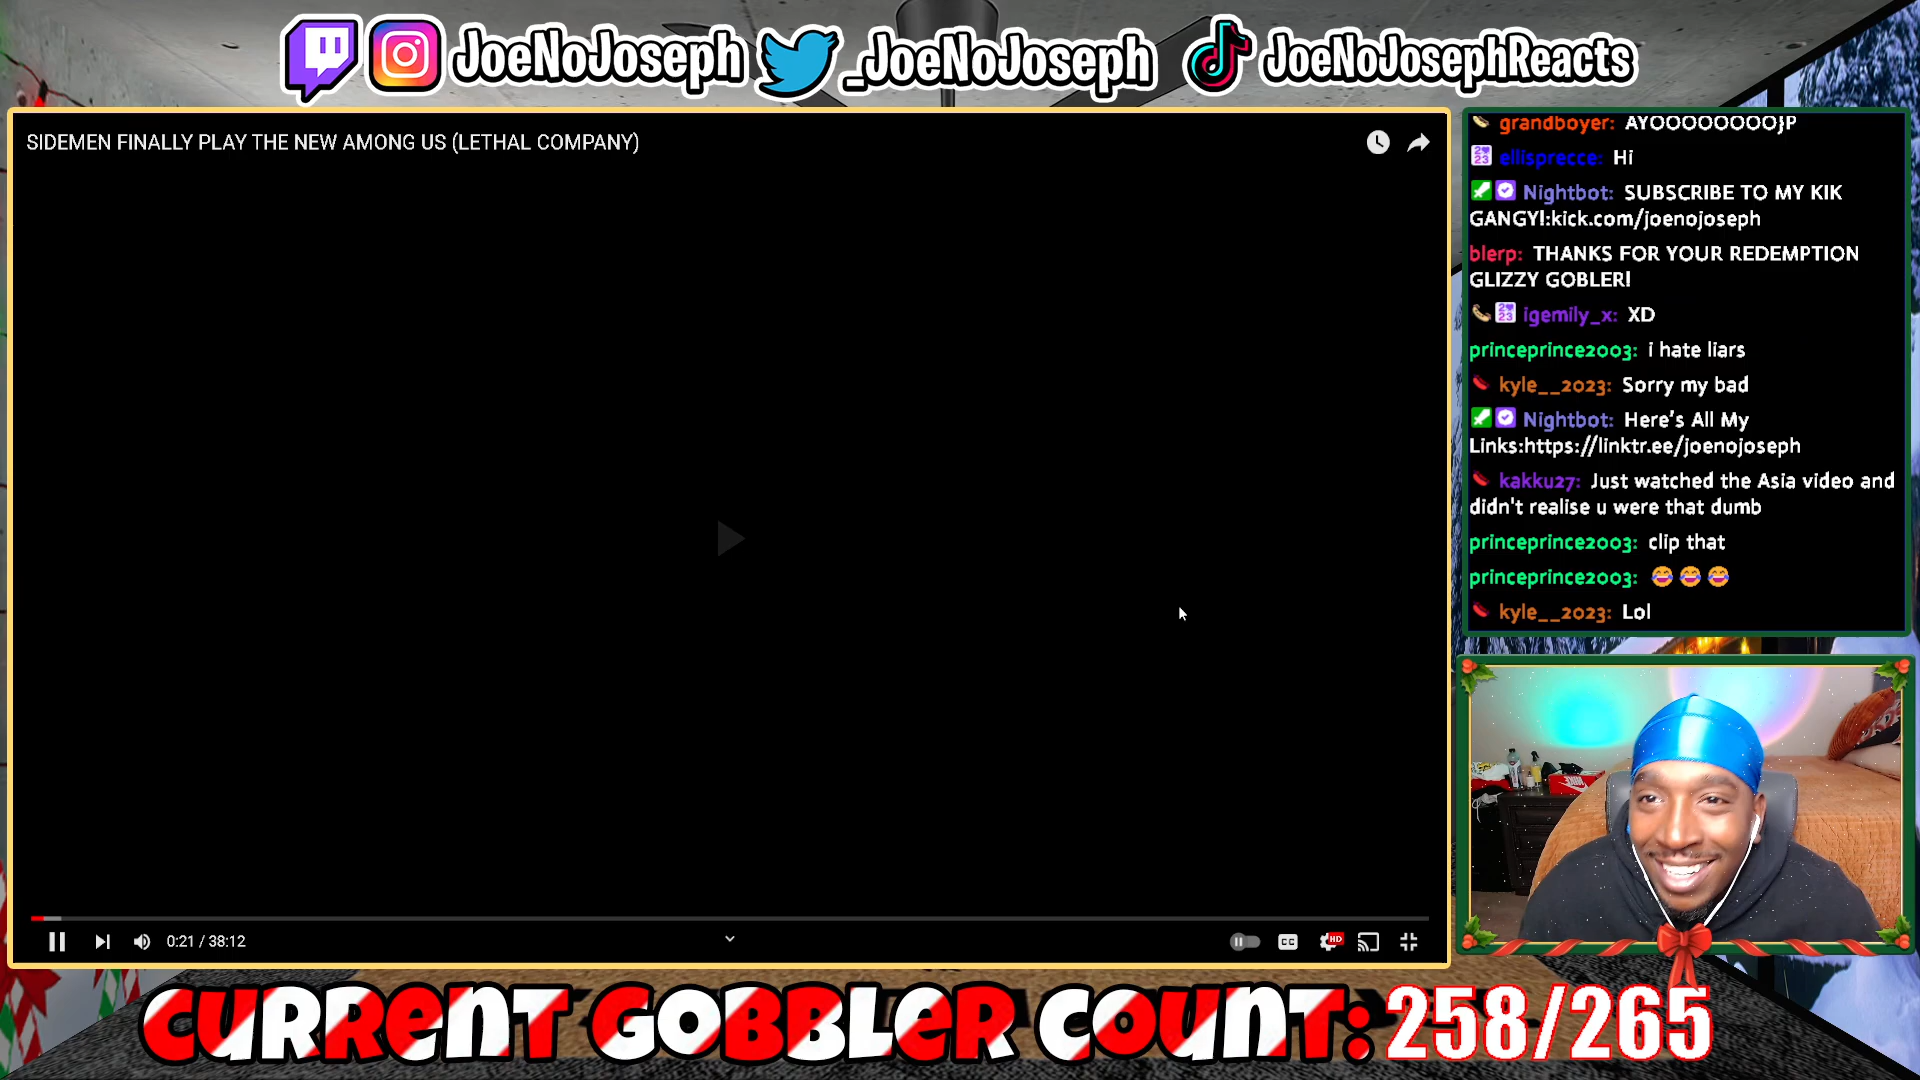 JoeNoJoseph _JoeNoJoseph JoeNoJosephReacts
SIDEMEN FINALLY PLAY THE NEW AMONG US (LETHAL COMPANY)
grandboyer: AYOOOOOOOO}P
ellisprecce: Hi
Nightbot: SUBSCRIBE TO MY KIK
GANGY!:kick.com/joenojoseph
blerp: THANKS FOR YOUR REDEMPTION
GLIZZY GOBLER!
igemily_x: XD
princeprince2003: i hate liars
kyle__2023: Sorry my bad
Nightbot: Here's All My
Links:https://linktr.ee/joenojoseph
kakku27: Just watched the Asia video and
didn't realise u were that dumb
princeprince2003: clip that
princeprince2003: 😂 😂 😂
kyle__2023: Lol
0:21 / 38:12
CC
HD
CURRENT GOBBLER COUNT: 258/265